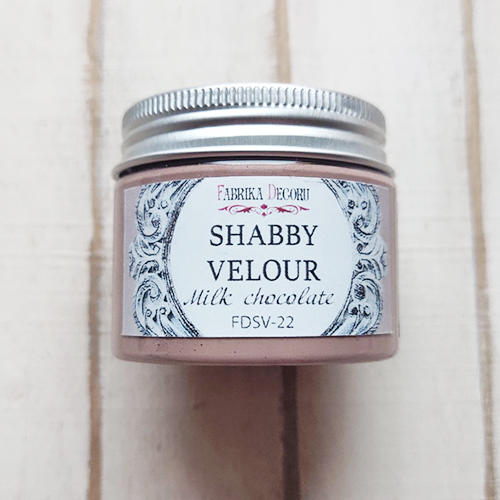 FABRIKA DECORU
SHABBY
VELOUR
Milk chocolate
FDSV-22